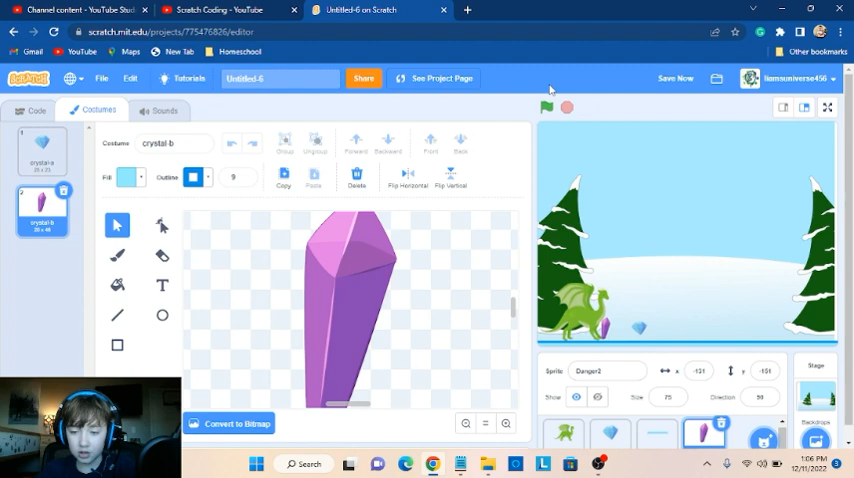 Channel content - YouTube Stud
Scratch Coding - YouTube
Untitled-6 on Scratch
scratch.mit.edu/projects/775476826/editor
Gmail
YouTube
Maps
New Tab
Homeschool
Other bookmarks
SCRATCH
File
Edit
Tutorials
Untitled-6
Share
See Project Page
Save Now
liamsuniverse456
Code
Costumes
Sounds
1
crystal-a
2
crystal-b
Costume
crystal-b
Group
Ungroup
Forward
Backward
Front
Back
Fill
Outline
9
Copy
Paste
Delete
Flip Horizontal
Flip Vertical
T
Convert to Bitmap
Sprite
Danger2
x
-131
y
-151
Show
Size
75
Direction
90
Stage
Backdrops
Search
1:06 PM
12/11/2022
3